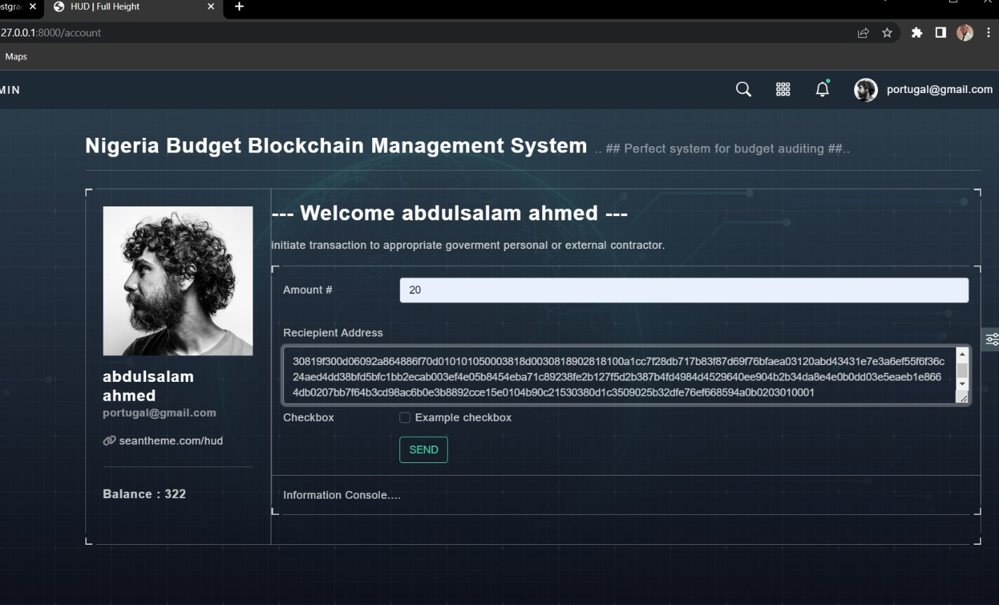 HUD | Full Height
27.0.0.1:8000/account
Maps
MIN
portugal@gmail.com
Nigeria Budget Blockchain Management System .. ## Perfect system for budget auditing ##..
--- Welcome abdulsalam ahmed ---
initiate transaction to appropriate goverment personal or external contractor.
Amount #
20
Reciepient Address
30819f300d06092a864886f70d010101050003818d0030818902818100a1cc7f28db717b83f87d69f76bfaea03120abd43431e7e3a6ef55f6f36c
24aed4dd38bfd5bfc1bb2ecab003ef4e05b8454eba71c89238fe2b127f5d2b387b4fd4984d4529640ee904b2b34da8e4e0b0dd03e5eaeb1e866
4db0207bb7f64b3cd98ac6b0e3b8892cce15e0104b90c21530380d1c3509025b32dfe76ef668594a0b0203010001
Checkbox
Example checkbox
SEND
Information Console....
abdulsalam
ahmed
portugal@gmail.com
seantheme.com/hud
Balance : 322